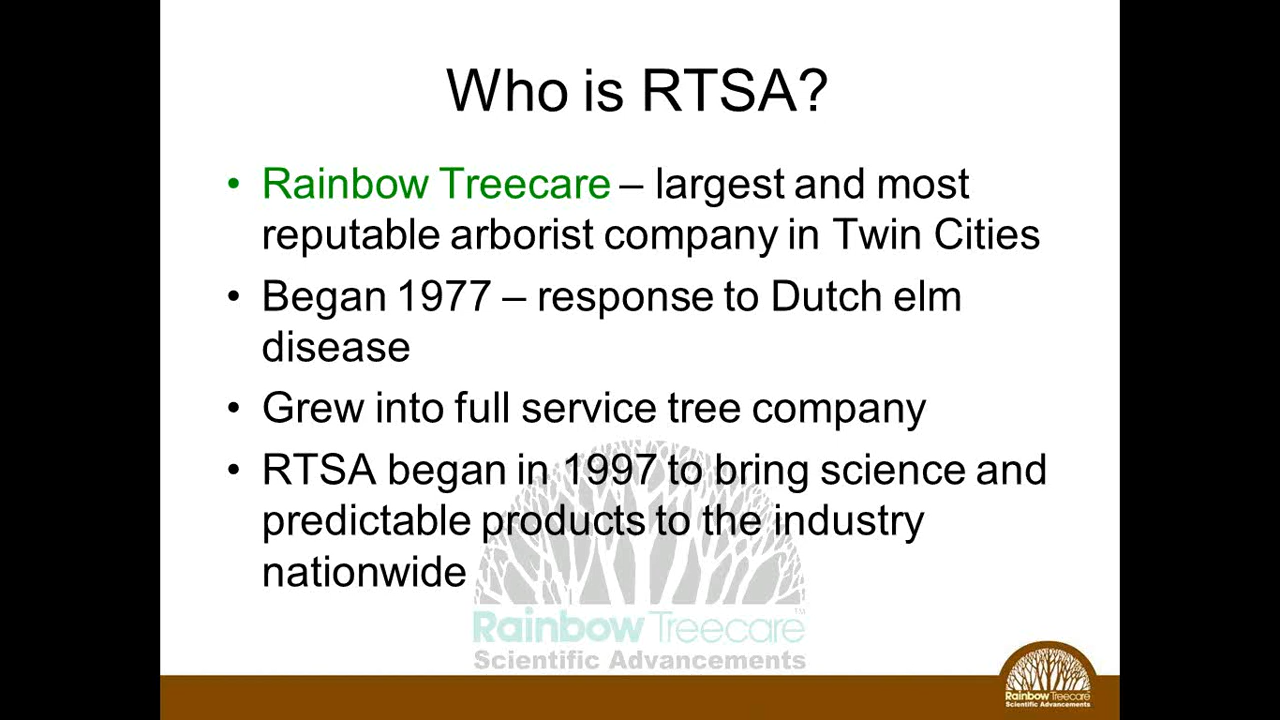 Who is RTSA?
• Rainbow Treecare – largest and most
reputable arborist company in Twin Cities
• Began 1977 – response to Dutch elm
disease
• Grew into full service tree company
• RTSA began in 1997 to bring science and
predictable products to the industry
nationwide
Rainbow Treecare™
Scientific Advancements
Rainbow Treecare
Scientific Advancements